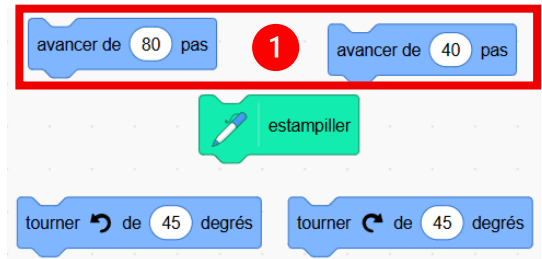 avancer de 80 pas 1 avancer de 40 pas
estampiller
tourner de 45 degrés tourner de 45 degrés